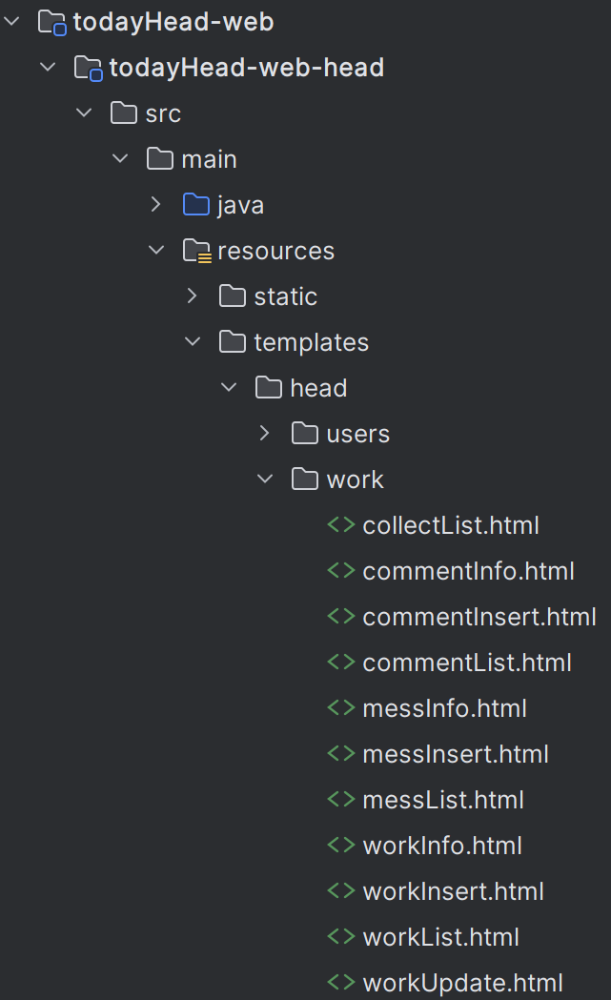 todayHead-web
todayHead-web-head
src
main
java
resources
static
templates
head
users
work
collectList.html
commentInfo.html
commentInsert.html
commentList.html
messInfo.html
messInsert.html
messList.html
workInfo.html
workInsert.html
workList.html
workUpdate.html